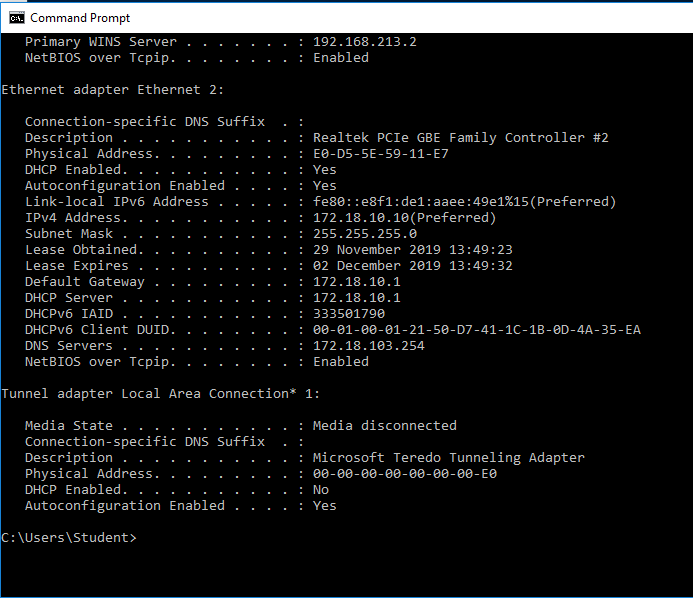 Command Prompt
Primary WINS Server . . . . . . . : 192.168.213.2
NetBIOS over Tcpip. . . . . . . . : Enabled
Ethernet adapter Ethernet 2:
Connection-specific DNS Suffix  . :
Description . . . . . . . . . . . : Realtek PCIe GBE Family Controller #2
Physical Address. . . . . . . . . : E0-D5-5E-59-11-E7
DHCP Enabled. . . . . . . . . . . : Yes
Autoconfiguration Enabled . . . . : Yes
Link-local IPv6 Address . . . . . : fe80::e8f1:de1:aaee:49e1%15(Preferred)
IPv4 Address. . . . . . . . . . . : 172.18.10.10(Preferred)
Subnet Mask . . . . . . . . . . . : 255.255.255.0
Lease Obtained. . . . . . . . . . : 29 November 2019 13:49:23
Lease Expires . . . . . . . . . . : 02 December 2019 13:49:32
Default Gateway . . . . . . . . . : 172.18.10.1
DHCP Server . . . . . . . . . . . : 172.18.10.1
DHCPv6 IAID . . . . . . . . . . . : 333501790
DHCPv6 Client DUID. . . . . . . . : 00-01-00-01-21-50-D7-41-1C-1B-0D-4A-35-EA
DNS Servers . . . . . . . . . . . : 172.18.103.254
NetBIOS over Tcpip. . . . . . . . : Enabled
Tunnel adapter Local Area Connection* 1:
Media State . . . . . . . . . . . : Media disconnected
Connection-specific DNS Suffix  . :
Description . . . . . . . . . . . : Microsoft Teredo Tunneling Adapter
Physical Address. . . . . . . . . : 00-00-00-00-00-00-00-E0
DHCP Enabled. . . . . . . . . . . : No
Autoconfiguration Enabled . . . . : Yes
C:\Users\Student>